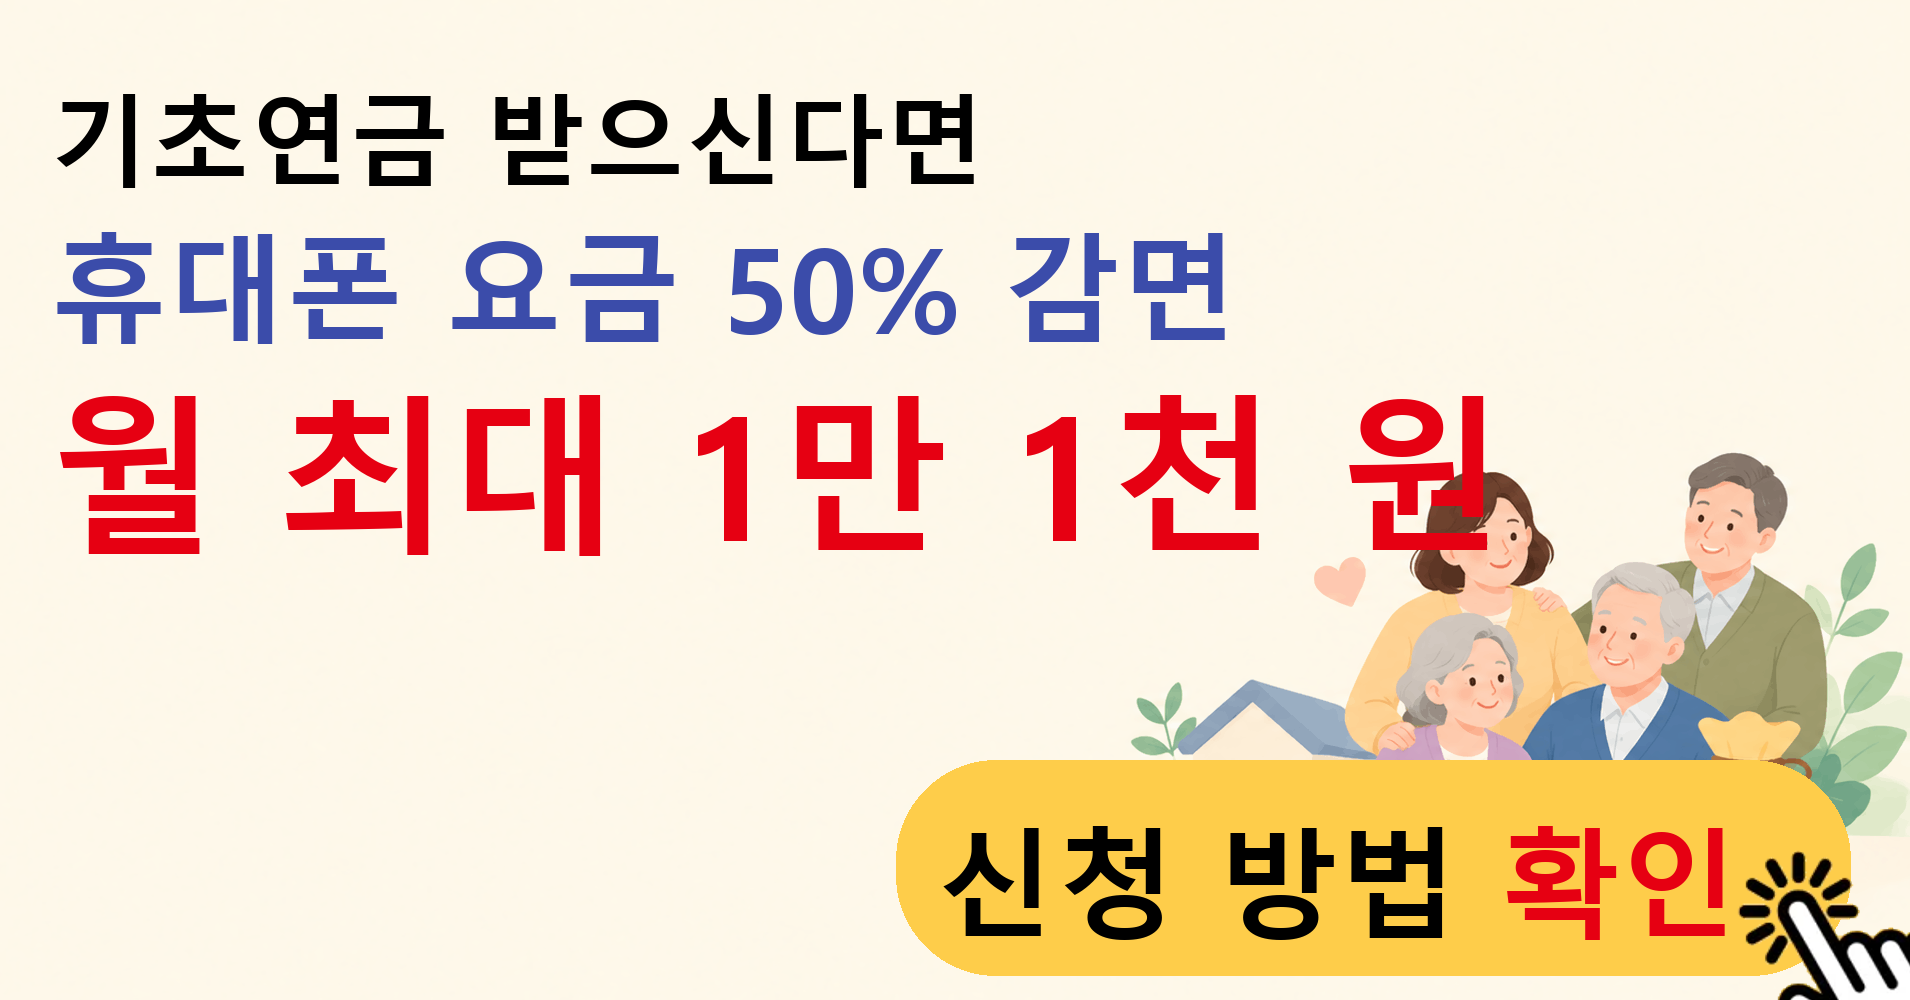 기초연금 받으신다면
휴대폰 요금 50% 감면
월 최대 1만 1천 원
신청 방법 확인